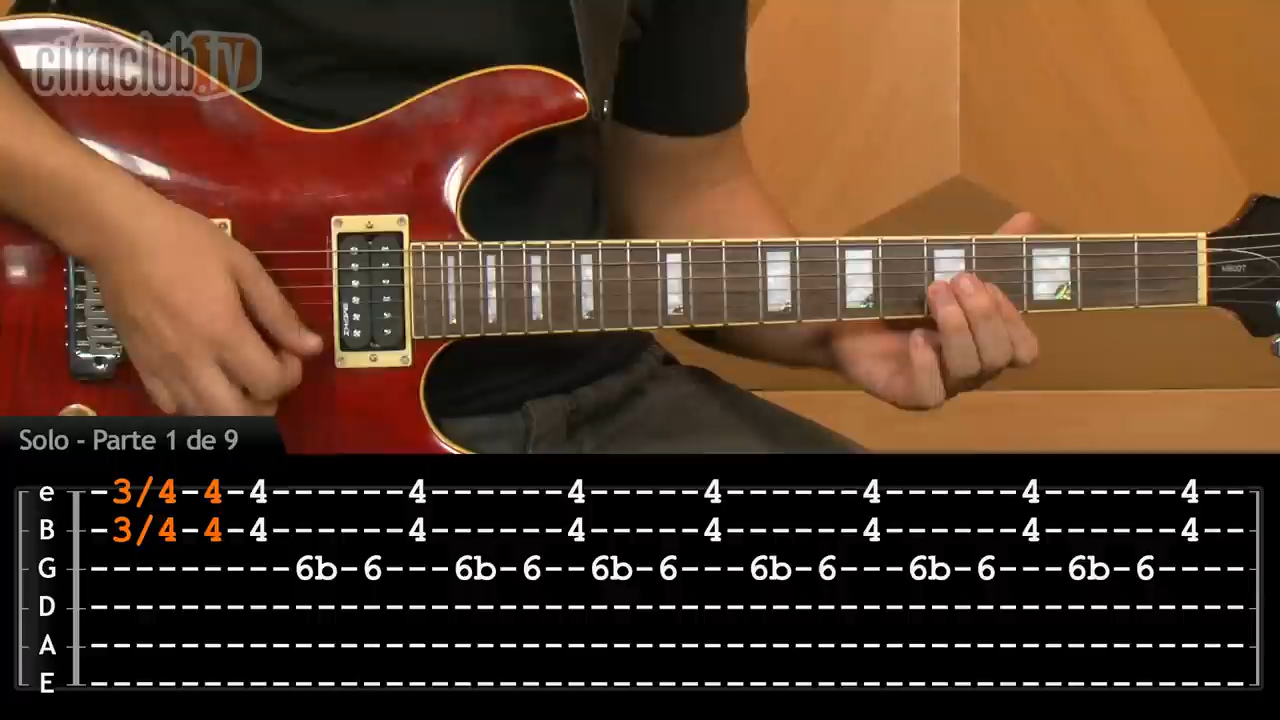 cifraclub.tv
Solo - Parte 1 de 9
e -3/4-4-4------4------4-----4------4------4------4---
B -3/4-4-4------4------4-----4------4------4------4---
G ---------6b-6---6b-6--6b-6---6b-6---6b-6---6b-6----
D ---------------------------------------------------
A ---------------------------------------------------
E ---------------------------------------------------